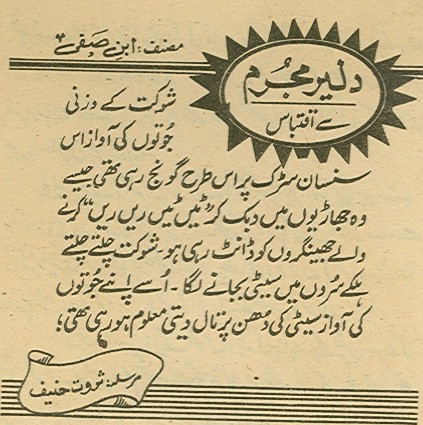 مصنف: ابنِ صفی
دلیر مجرم
سے اقتباس
شوکت کے وزنی
جوتوں کی آواز اس
سنسان سڑک پر اس طرح گونج رہی تھی جیسے
وہ جھاڑیوں میں دبک کر "ٹیں ٹیں ریں ریں" کرنے
والے جھینگروں کو ڈانٹ رہی ہو۔ شوکت چلتے چلتے
ہلکے سُروں میں سیٹی بجانے لگا۔ اُسے اپنے جوتوں
کی آواز سیٹی کی دھن پر تال دیتی معلوم ہو رہی تھی؛
مرسلہ: ثروت حنیف